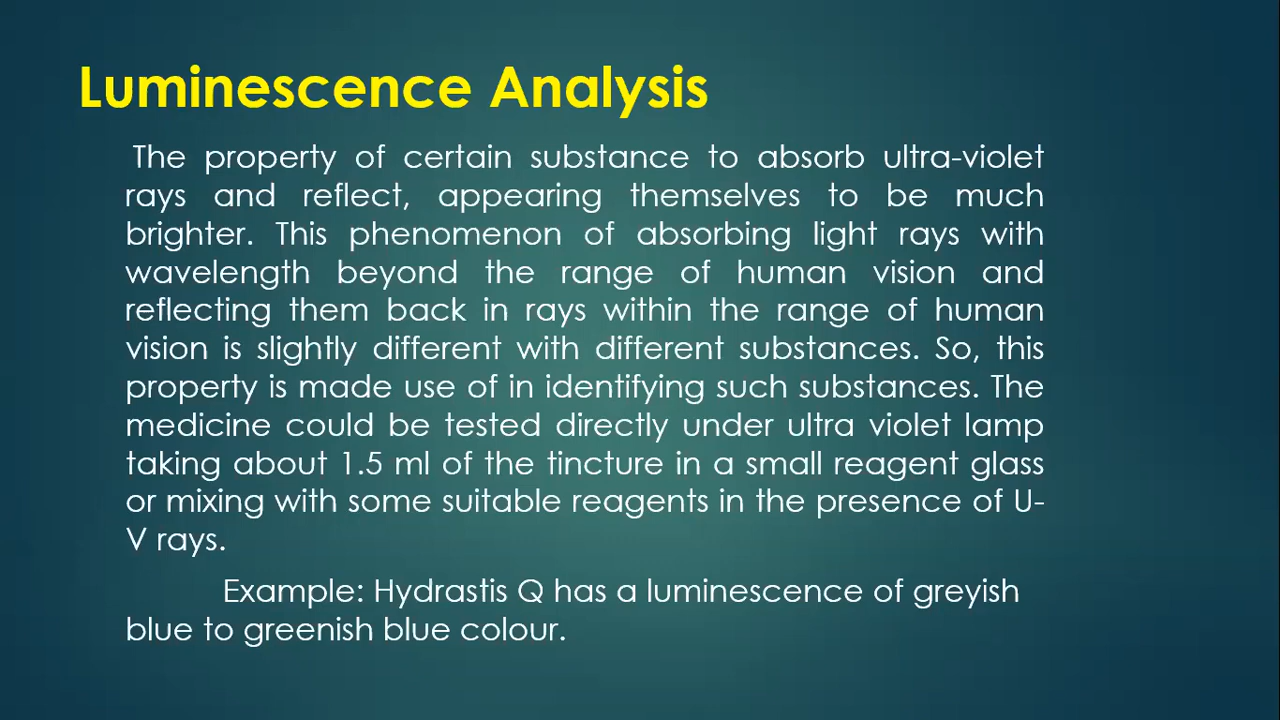 Luminescence Analysis
The property of certain substance to absorb ultra-violet
rays and reflect, appearing themselves to be much
brighter. This phenomenon of absorbing light rays with
wavelength beyond the range of human vision and
reflecting them back in rays within the range of human
vision is slightly different with different substances. So, this
property is made use of in identifying such substances. The
medicine could be tested directly under ultra violet lamp
taking about 1.5 ml of the tincture in a small reagent glass
or mixing with some suitable reagents in the presence of U-
V rays.
Example: Hydrastis Q has a luminescence of greyish
blue to greenish blue colour.